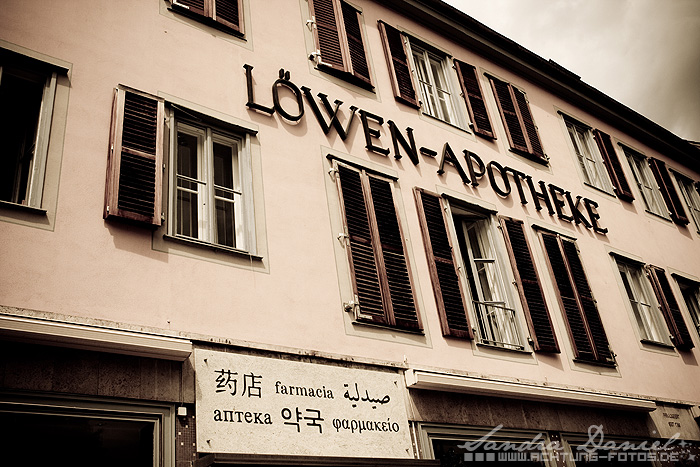 LÖWEN-APOTHEKE
药店 farmacia صيدلية
аптека 약국 φαρμακείο
Sandra Daniel
WWW.ACHTUNG-FOTOS.DE